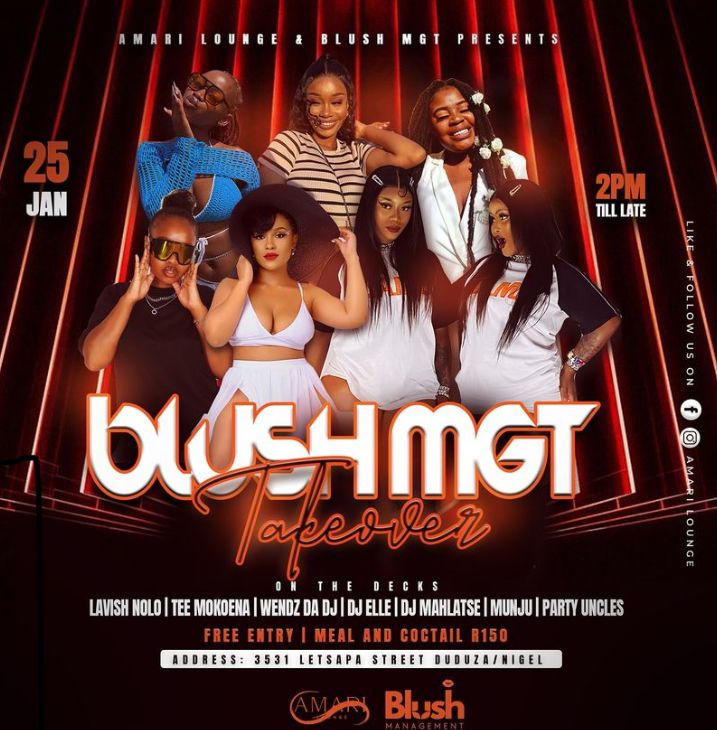 AMARI LOUNGE & BLUSH MGT PRESENTS
25
JAN
2PM
TILL LATE
LIKE & FOLLOW US ON
AMARI LOUNGE
BLUSH MGT
Takeover
ON THE DECKS
LAVISH NOLO | TEE MOKOENA | WENDZ DA DJ | DJ ELLE | DJ MAHLATSE | MUNJU | PARTY UNCLES
FREE ENTRY | MEAL AND COCTAIL R150
ADDRESS: 3531 LETSAPA STREET DUDUZA/NIGEL
AMARI
Blush
MANAGEMENT